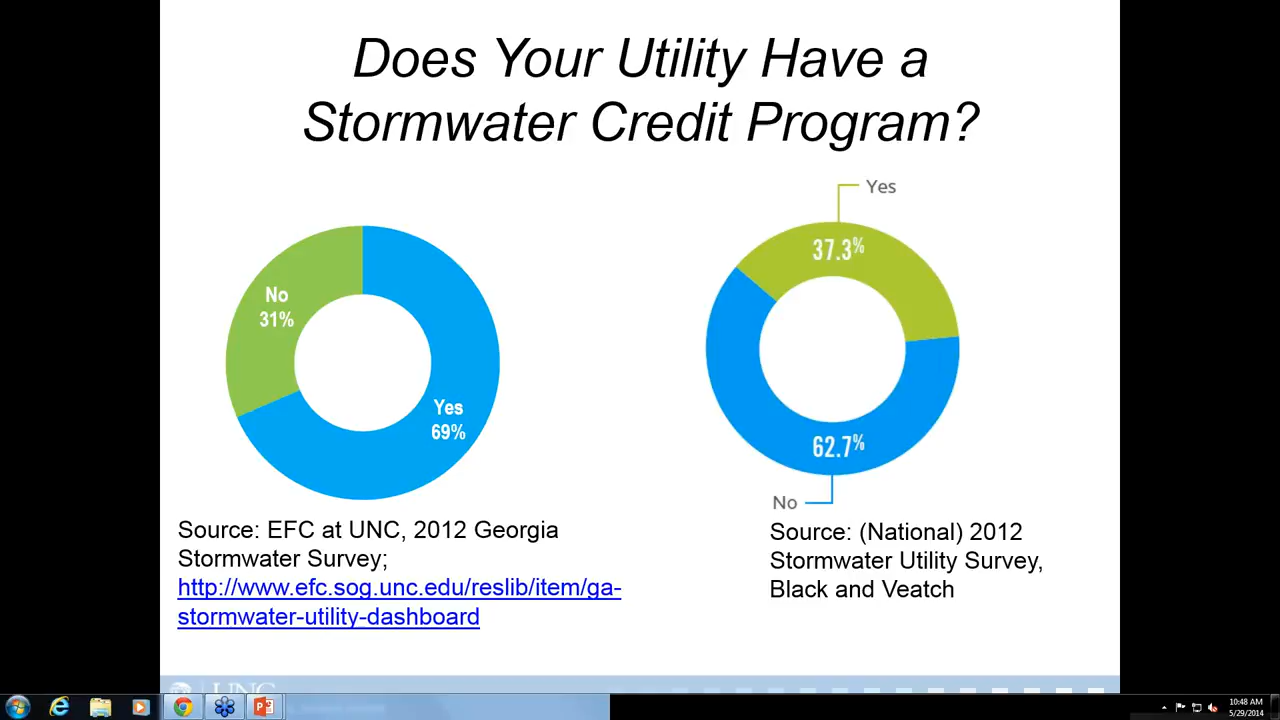 Does Your Utility Have a
Stormwater Credit Program?
No
31%
Yes
69%
Yes
37.3%
62.7%
No
Source: EFC at UNC, 2012 Georgia
Stormwater Survey;
http://www.efc.sog.unc.edu/reslib/item/ga-
stormwater-utility-dashboard
Source: (National) 2012
Stormwater Utility Survey,
Black and Veatch
UNC
10:48 AM
5/29/2014